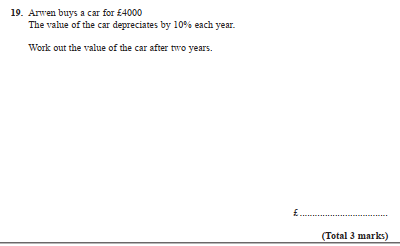 19. Arwen buys a car for £4000
The value of the car depreciates by 10% each year.
Work out the value of the car after two years.
£ ..................................
(Total 3 marks)